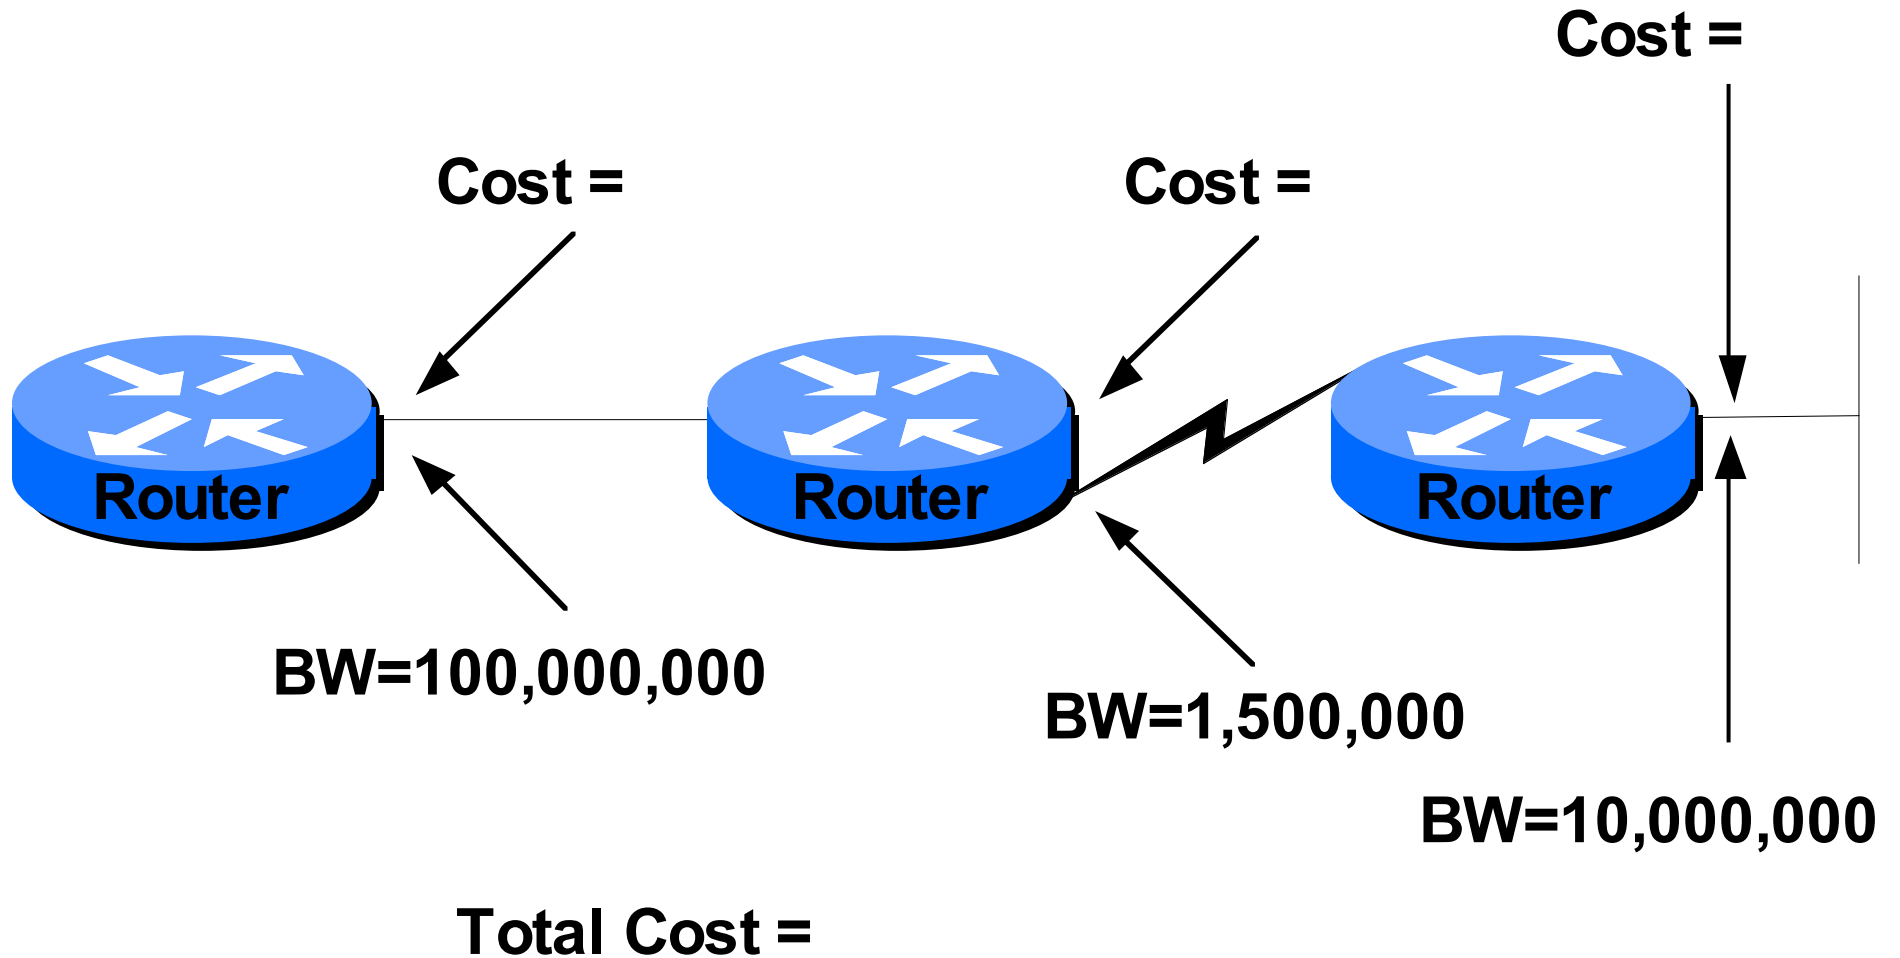 Cost =
Cost =
Cost =
Router
Router
Router
BW=100,000,000
BW=1,500,000
BW=10,000,000
Total Cost =